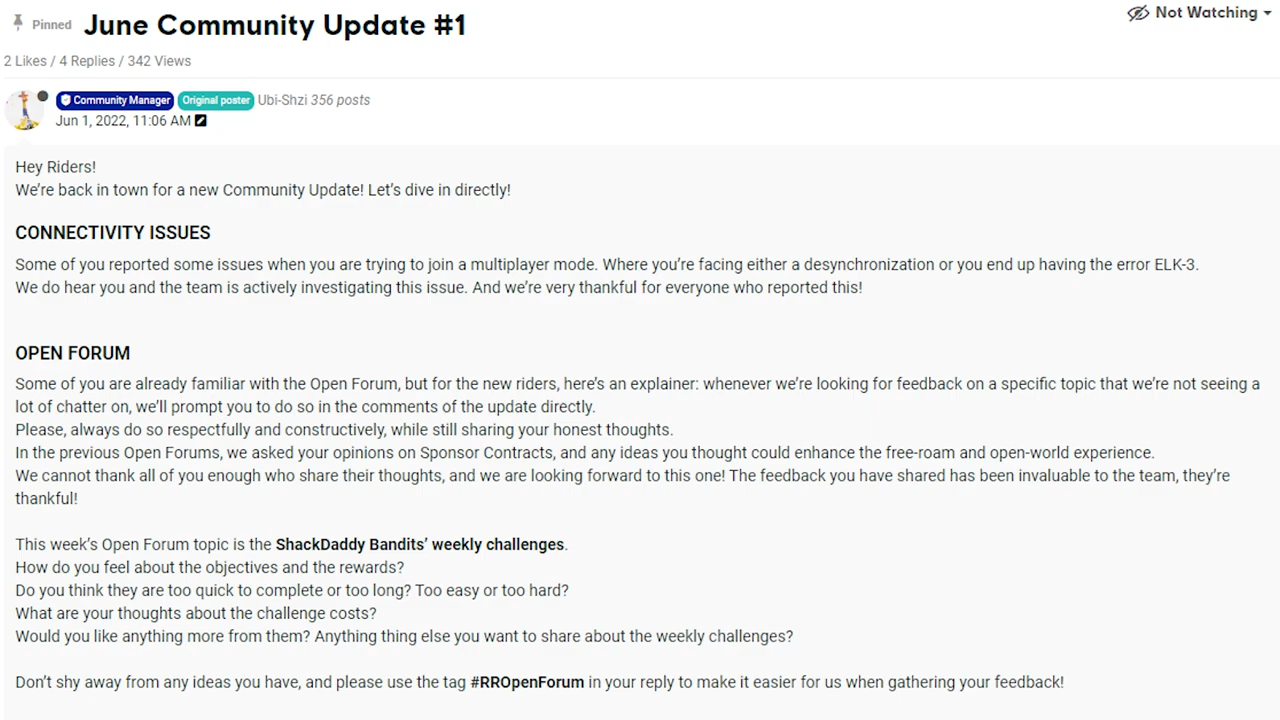 Pinned June Community Update #1
Not Watching
2 Likes / 4 Replies / 342 Views
Community Manager Original poster Ubi-Shzi 356 posts
Jun 1, 2022, 11:06 AM
Hey Riders!
We're back in town for a new Community Update! Let's dive in directly!
CONNECTIVITY ISSUES
Some of you reported some issues when you are trying to join a multiplayer mode. Where you're facing either a desynchronization or you end up having the error ELK-3.
We do hear you and the team is actively investigating this issue. And we're very thankful for everyone who reported this!
OPEN FORUM
Some of you are already familiar with the Open Forum, but for the new riders, here's an explainer: whenever we're looking for feedback on a specific topic that we're not seeing a
lot of chatter on, we'll prompt you to do so in the comments of the update directly.
Please, always do so respectfully and constructively, while still sharing your honest thoughts.
In the previous Open Forums, we asked your opinions on Sponsor Contracts, and any ideas you thought could enhance the free-roam and open-world experience.
We cannot thank all of you enough who share their thoughts, and we are looking forward to this one! The feedback you have shared has been invaluable to the team, they're
thankful!
This week's Open Forum topic is the ShackDaddy Bandits' weekly challenges.
How do you feel about the objectives and the rewards?
Do you think they are too quick to complete or too long? Too easy or too hard?
What are your thoughts about the challenge costs?
Would you like anything more from them? Anything thing else you want to share about the weekly challenges?
Don't shy away from any ideas you have, and please use the tag #RROpenForum in your reply to make it easier for us when gathering your feedback!